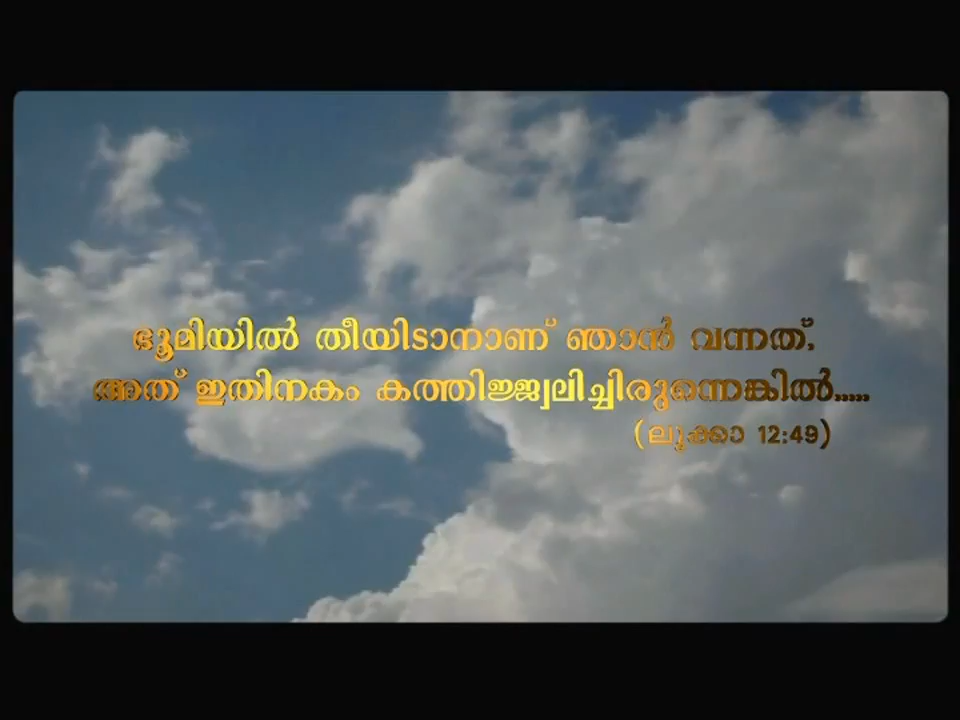 ഭൂമിയിൽ തീയിടാനാണ് ഞാൻ വന്നത്,
അത് ഇതിനകം കത്തിജ്ജ്വലിച്ചിരുന്നെങ്കിൽ.....
(ലൂക്കാ 12:49)